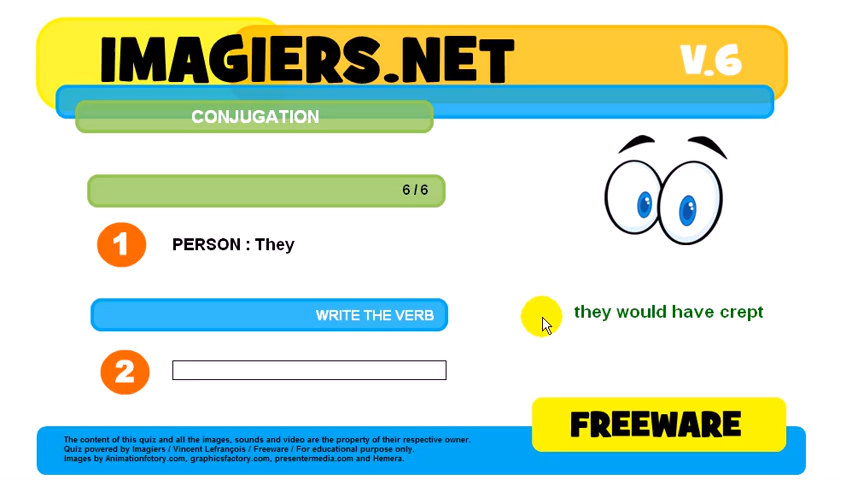 IMAGIERS.NET
V.6
CONJUGATION
6 / 6
1
PERSON : They
WRITE THE VERB
they would have crept
2
FREEWARE
The content of this quiz and all the images, sounds and video are the property of their respective owner.
Quiz powered by Imagiers / Vincent Lefrançois / Freeware / For educational purpose only.
Images by Animationfctory.com, graphicsfactory.com, presentermedia.com and Hemera.